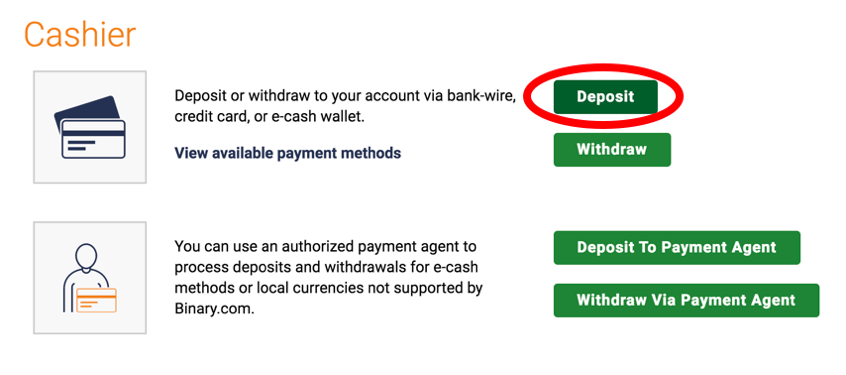 Cashier
Deposit or withdraw to your account via bank-wire,
credit card, or e-cash wallet.
View available payment methods
Deposit
Withdraw
You can use an authorized payment agent to
process deposits and withdrawals for e-cash
methods or local currencies not supported by
Binary.com.
Deposit To Payment Agent
Withdraw Via Payment Agent